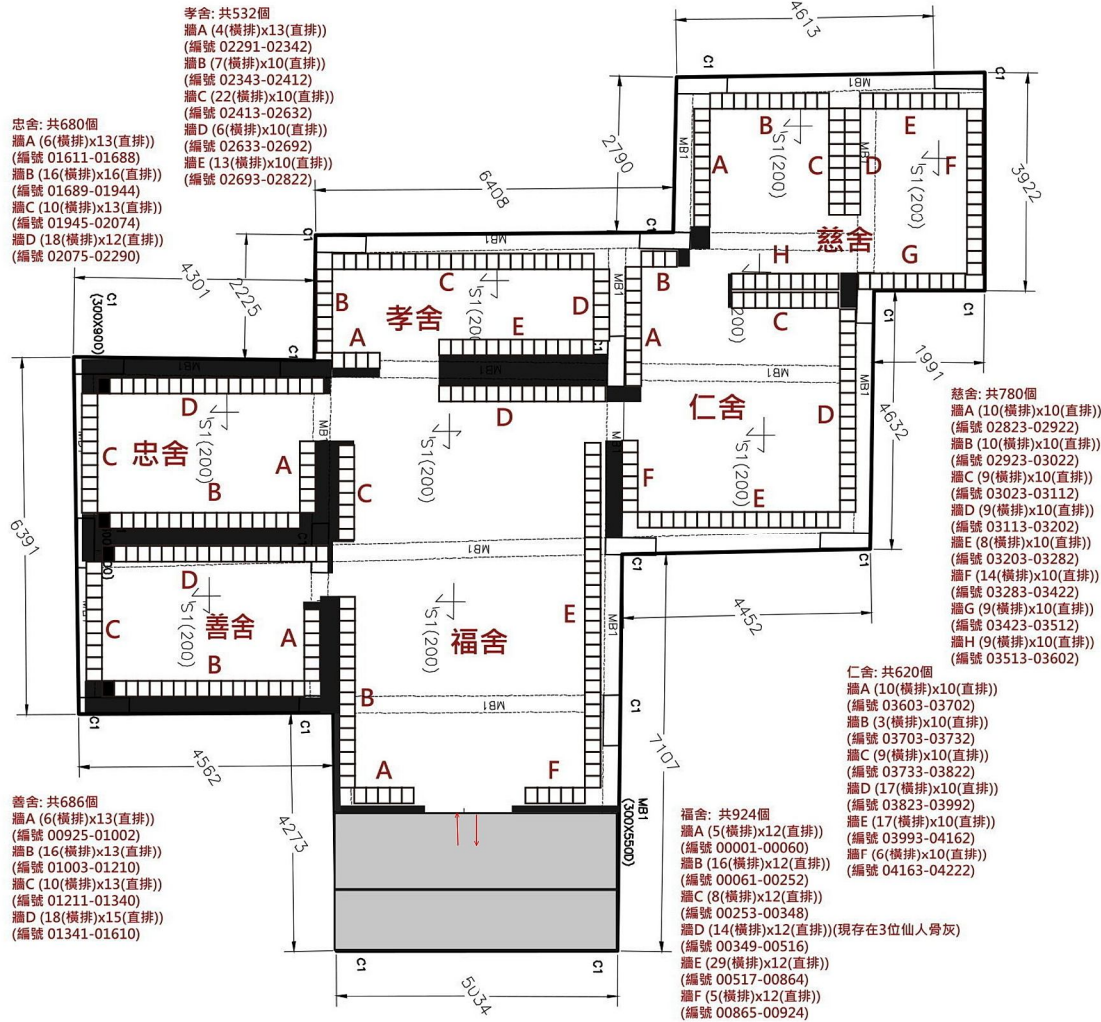 孝舍: 共532個
牆A (4(橫排)x13(直排))
(編號 02291-02342)
牆B (7(橫排)x10(直排))
(編號 02343-02412)
牆C (22(橫排)x10(直排))
(編號 02413-02632)
牆D (6(橫排)x10(直排))
(編號 02633-02692)
牆E (13(橫排)x10(直排))
(編號 02693-02822)
忠舍: 共680個
牆A (6(橫排)x13(直排))
(編號 01611-01688)
牆B (16(橫排)x16(直排))
(編號 01689-01944)
牆C (10(橫排)x13(直排))
(編號 01945-02074)
牆D (18(橫排)x12(直排))
(編號 02075-02290)
4613
C1
MB1
C1
2790
MB1
B
E
A
C
D
F
S1(200)
S1(200)
3922
6408
慈舍
H
G
C1
C1
MB1
C1
4301
2225
C1
(300X900)
C1
B
C
D
孝舍
A
E
S1(200)
MB1
C1
B
A
C
200)
C1
C1
1991
MB1
MB1
D
D
仁舍
D
MB1
4632
C
忠舍
A
S1(200)
B
MB1
C
S1(200)
F
S1(200)
E
6391
D
MB1
C1
C1
C
善舍
A
S1(200)
B
S1(200)
福舍
E
MB1
4452
C1
C1
B
MB1
C1
4562
4273
A
F
7107
MB1
(300X550D)
C1
C1
5034
慈舍: 共780個
牆A (10(橫排)x10(直排))
(編號 02823-02922)
牆B (10(橫排)x10(直排))
(編號 02923-03022)
牆C (9(橫排)x10(直排))
(編號 03023-03112)
牆D (9(橫排)x10(直排))
(編號 03113-03202)
牆E (8(橫排)x10(直排))
(編號 03203-03282)
牆F (14(橫排)x10(直排))
(編號 03283-03422)
牆G (9(橫排)x10(直排))
(編號 03423-03512)
牆H (9(橫排)x10(直排))
(編號 03513-03602)
仁舍: 共620個
牆A (10(橫排)x10(直排))
(編號 03603-03702)
牆B (3(橫排)x10(直排))
(編號 03703-03732)
牆C (9(橫排)x10(直排))
(編號 03733-03822)
牆D (17(橫排)x10(直排))
(編號 03823-03992)
牆E (17(橫排)x10(直排))
(編號 03993-04162)
牆F (6(橫排)x10(直排))
(編號 04163-04222)
善舍: 共686個
牆A (6(橫排)x13(直排))
(編號 00925-01002)
牆B (16(橫排)x13(直排))
(編號 01003-01210)
牆C (10(橫排)x13(直排))
(編號 01211-01340)
牆D (18(橫排)x15(直排))
(編號 01341-01610)
福舍: 共924個
牆A (5(橫排)x12(直排))
(編號 00001-00060)
牆B (16(橫排)x12(直排))
(編號 00061-00252)
牆C (8(橫排)x12(直排))
(編號 00253-00348)
牆D (14(橫排)x12(直排))(現存在3位仙人骨灰)
(編號 00349-00516)
牆E (29(橫排)x12(直排))
(編號 00517-00864)
牆F (5(橫排)x12(直排))
(編號 00865-00924)